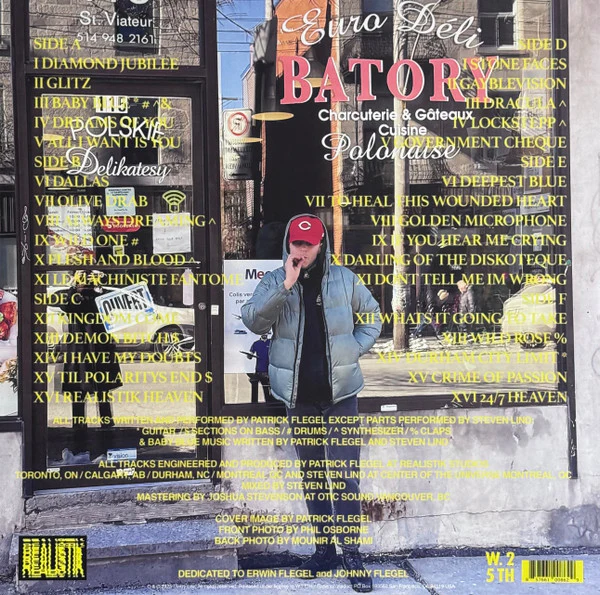 St. Viateur
514 948 2161
Euro Déli
BATORY
Charcuterie & Gâteaux
Cuisine
Polonaise
115
POLSKIE
Delikatesy
OUVERT
SIDE A
I DIAMOND JUBILEE
II GLITZ
III BABY BLUE * # ^ &
IV DREAMS OF YOU
V ALL I WANT IS YOU
SIDE B
VI DALLAS
VII OLIVE DRAB
VIII ALWAYS DREAMING ^
IX WILD ONE #
X FLESH AND BLOOD ^
XI LE MACHINISTE FANTOME
SIDE C
XII KINGDOM COME
XIII DEMON BITCH $
XIV I HAVE MY DOUBTS
XV TIL POLARITYS END $
XVI REALISTIK HEAVEN
SIDE D
I STONE FACES
II GAYBLEVISION
III DRACULA ^
IV LOCKSTEPP ^
V GOVERNMENT CHEQUE
SIDE E
VI DEEPEST BLUE
VII TO HEAL THIS WOUNDED HEART
VIII GOLDEN MICROPHONE
IX IF YOU HEAR ME CRYING
X DARLING OF THE DISKOTEQUE
XI DONT TELL ME IM WRONG
SIDE F
XII WHATS IT GOING TO TAKE
XIII WILD ROSE %
XIV DURHAM CITY LIMIT *
XV CRIME OF PASSION
XVI 24/7 HEAVEN
ALL TRACKS WRITTEN AND PERFORMED BY PATRICK FLEGEL EXCEPT PARTS PERFORMED BY STEVEN LIND
* GUITAR / $ SECTIONS ON BASS / # DRUMS / ^ SYNTHESIZER / % CLAPS
& BABY BLUE MUSIC WRITTEN BY PATRICK FLEGEL AND STEVEN LIND
ALL TRACKS ENGINEERED AND PRODUCED BY PATRICK FLEGEL AT REALISTIK STUDIOS
TORONTO, ON / CALGARY, AB / DURHAM, NC / MONTREAL, QC AND STEVEN LIND AT CENTER OF THE UNIVERSE MONTREAL, QC
MIXED BY STEVEN LIND
MASTERING BY JOSHUA STEVENSON AT OTIC SOUND, VANCOUVER, BC
COVER IMAGE BY PATRICK FLEGEL
FRONT PHOTO BY PHIL OSBORNE
BACK PHOTO BY MOUNIR AL SHAMI
REALISTIK
DEDICATED TO ERWIN FLEGEL and JOHNNY FLEGEL
W. 2
5 TH